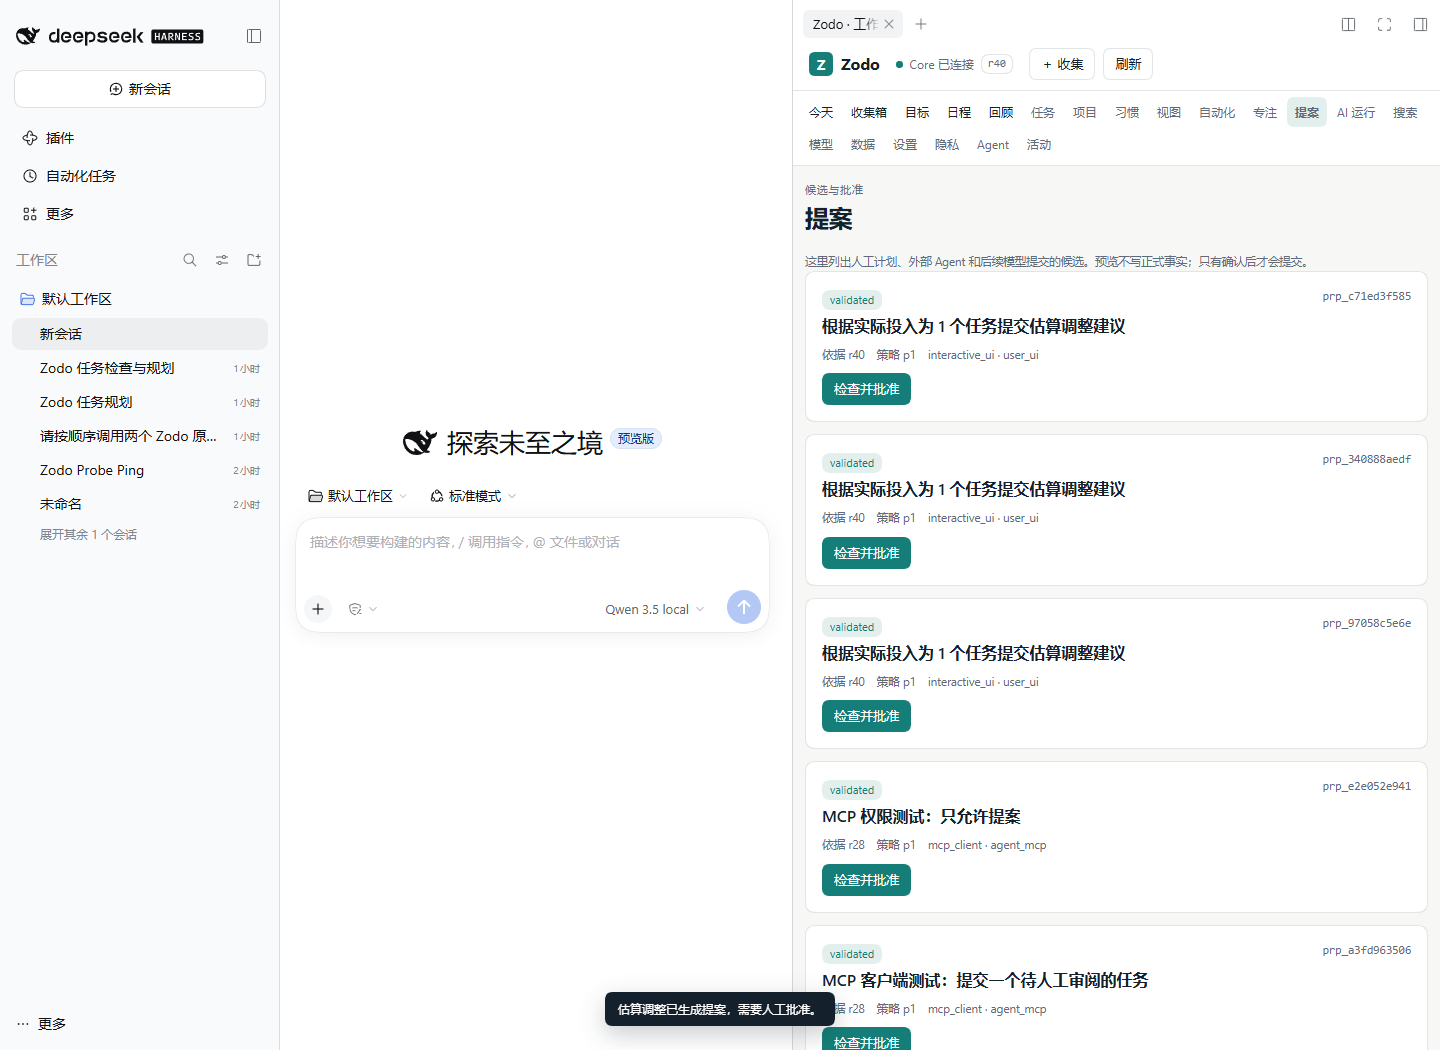 deepseek HARNESS
新会话
插件
自动化任务
更多
工作区
默认工作区
新会话
Zodo 任务检查与规划 1小时
Zodo 任务规划 1小时
请按顺序调用两个 Zodo 原... 1小时
Zodo Probe Ping 2小时
未命名 2小时
展开其余 1 个会话
更多
探索未至之境 预览版
默认工作区 标准模式
描述你想要构建的内容, / 调用指令, @ 文件或对话
Qwen 3.5 local
Zodo · 工作
Z Zodo Core 已连接 r40 + 收集 刷新
今天 收集箱 目标 日程 回顾 任务 项目 习惯 视图 自动化 专注 提案 AI 运行 搜索
模型 数据 设置 隐私 Agent 活动
候选与批准
提案
这里列出人工计划、外部 Agent 和后续模型提交的候选。预览不写正式事实；只有确认后才会提交。
validated prp_c71ed3f585
根据实际投入为 1 个任务提交估算调整建议
依据 r40 策略 p1 interactive_ui · user_ui
检查并批准
validated prp_340888aedf
根据实际投入为 1 个任务提交估算调整建议
依据 r40 策略 p1 interactive_ui · user_ui
检查并批准
validated prp_97058c5e6e
根据实际投入为 1 个任务提交估算调整建议
依据 r40 策略 p1 interactive_ui · user_ui
检查并批准
validated prp_e2e052e941
MCP 权限测试：只允许提案
依据 r28 策略 p1 mcp_client · agent_mcp
检查并批准
validated prp_a3fd963506
MCP 客户端测试：提交一个待人工审阅的任务
据 r28 策略 p1 mcp_client · agent_mcp
检查并批准
估算调整已生成提案，需要人工批准。